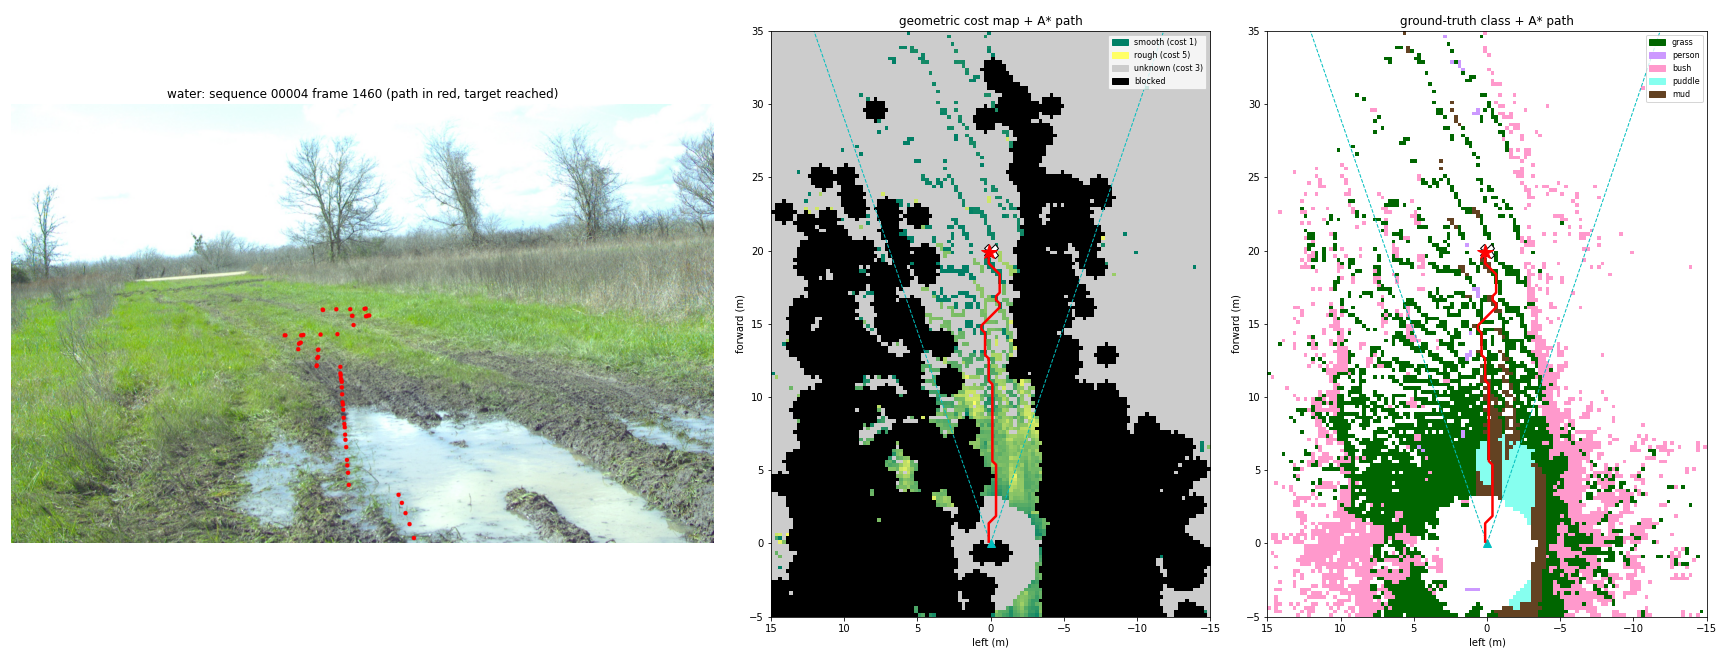 water: sequence 00004 frame 1460 (path in red, target reached)
geometric cost map + A* path
smooth (cost 1)
rough (cost 5)
unknown (cost 3)
blocked
35
30
25
20
15
10
5
0
−5
forward (m)
15
10
5
0
−5
−10
−15
left (m)
ground-truth class + A* path
grass
person
bush
puddle
mud
35
30
25
20
15
10
5
0
−5
forward (m)
15
10
5
0
−5
−10
−15
left (m)